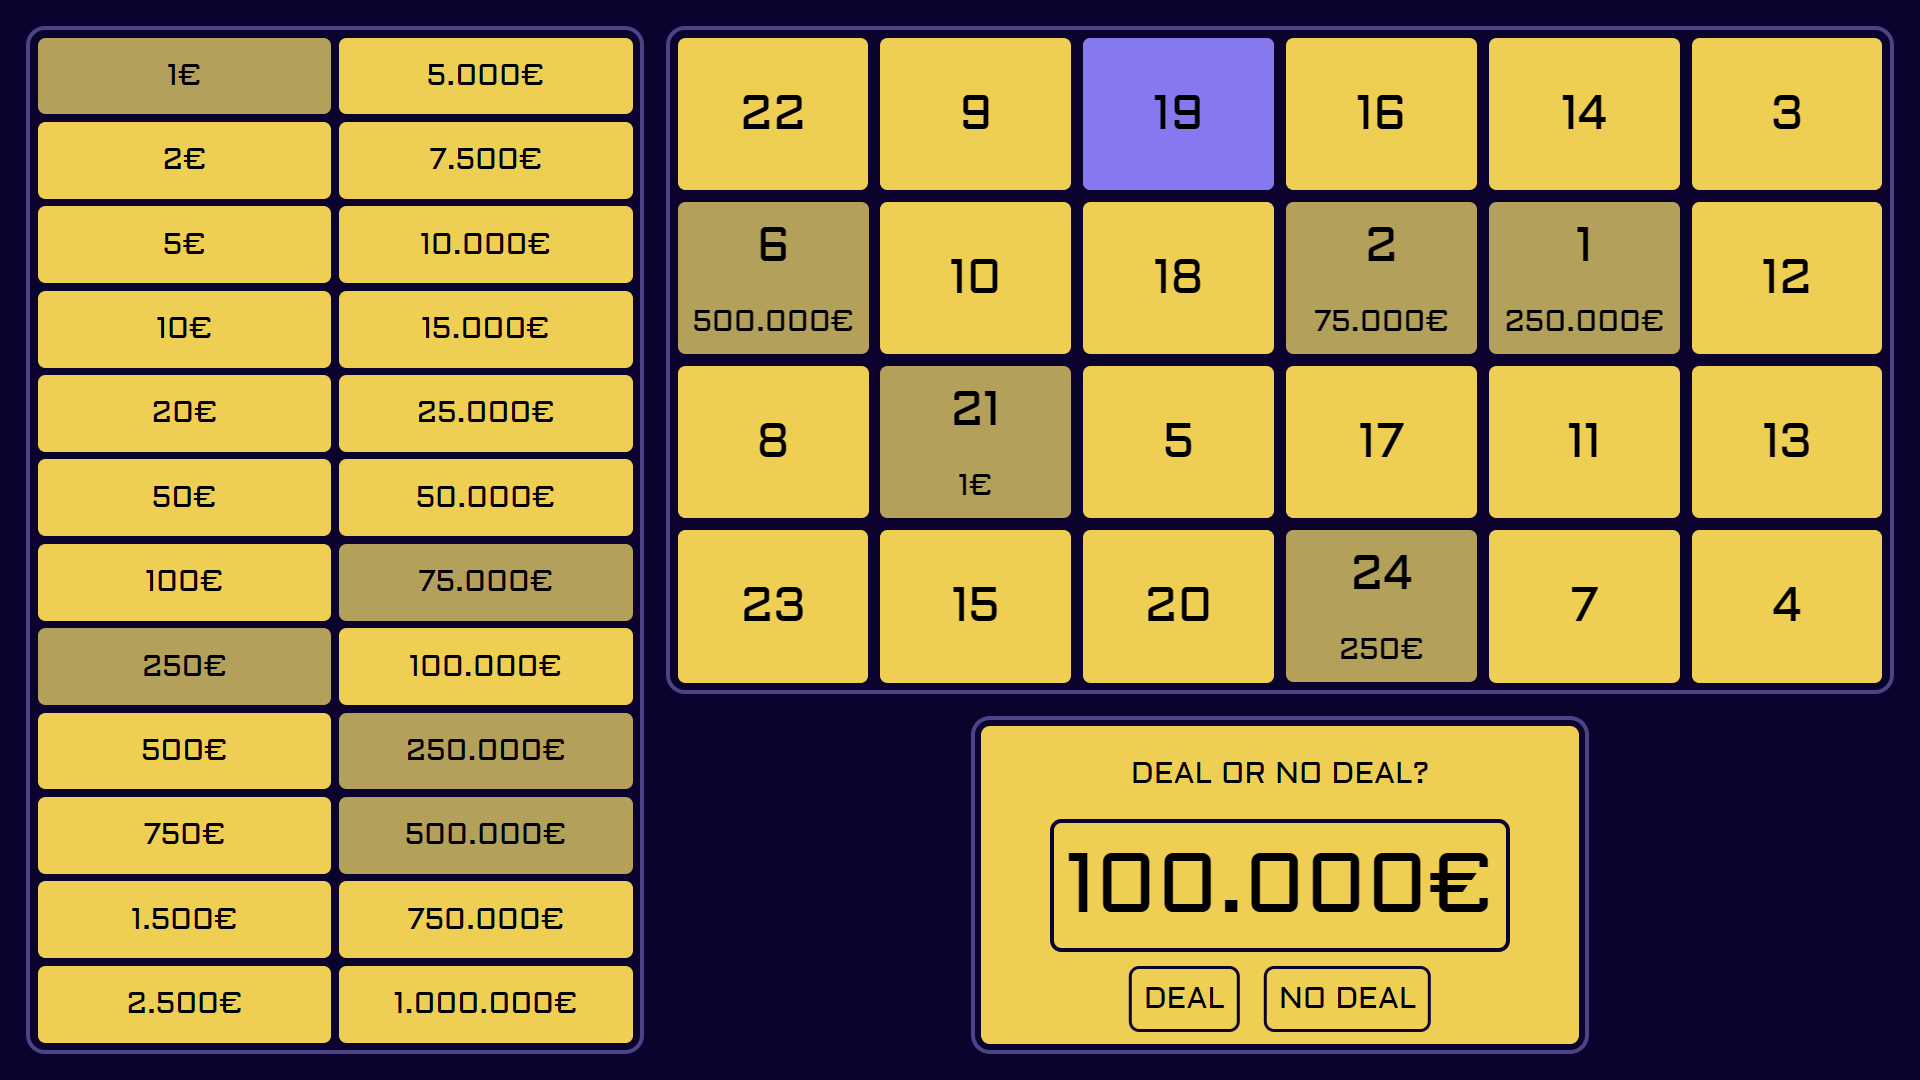 1€ 5.000€
2€ 7.500€
5€ 10.000€
10€ 15.000€
20€ 25.000€
50€ 50.000€
100€ 75.000€
250€ 100.000€
500€ 250.000€
750€ 500.000€
1.500€ 750.000€
2.500€ 1.000.000€
22 9 19 16 14 3
6 10 18 2 1 12
500.000€ 75.000€ 250.000€
8 21 5 17 11 13
1€
23 15 20 24 7 4
250€
DEAL OR NO DEAL?
100.000€
DEAL NO DEAL